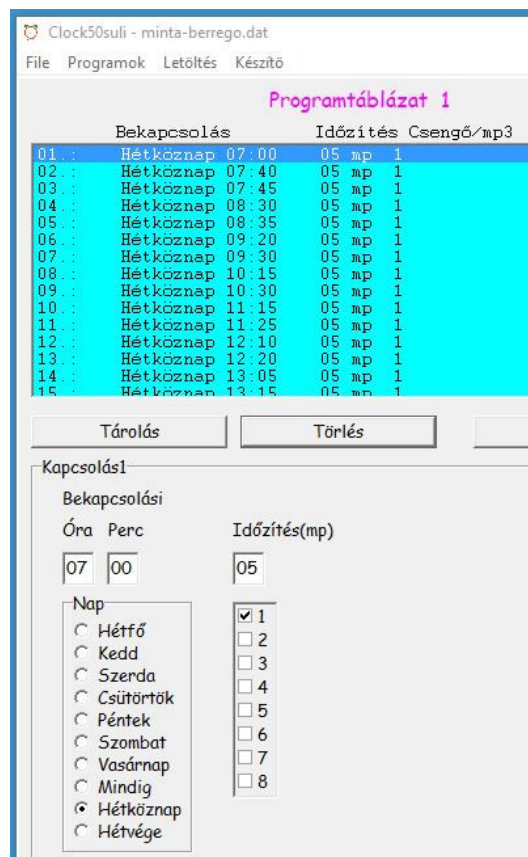 Clock50suli - minta-berrego.dat
File Programok Letöltés Készítő
Programtáblázat 1
Bekapcsolás Időzítés Csengő/mp3
01.: Hétköznap 07:00 05 mp 1
02.: Hétköznap 07:40 05 mp 1
03.: Hétköznap 07:45 05 mp 1
04.: Hétköznap 08:30 05 mp 1
05.: Hétköznap 08:35 05 mp 1
06.: Hétköznap 09:20 05 mp 1
07.: Hétköznap 09:30 05 mp 1
08.: Hétköznap 10:15 05 mp 1
09.: Hétköznap 10:30 05 mp 1
10.: Hétköznap 11:15 05 mp 1
11.: Hétköznap 11:25 05 mp 1
12.: Hétköznap 12:10 05 mp 1
13.: Hétköznap 12:20 05 mp 1
14.: Hétköznap 13:05 05 mp 1
15.: Hétköznap 13:15 05 mp 1
Tárolás Törlés
Kapcsolás1
Bekapcsolási
Óra Perc Időzítés(mp)
07 00 05
Nap
Hétfő
Kedd
Szerda
Csütörtök
Péntek
Szombat
Vasárnap
Mindig
Hétköznap
Hétvége
1
2
3
4
5
6
7
8